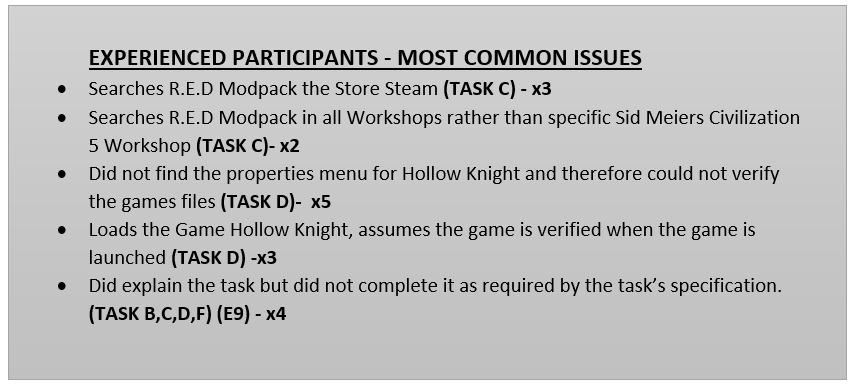 EXPERIENCED PARTICIPANTS - MOST COMMON ISSUES
• Searches R.E.D Modpack the Store Steam (TASK C) - x3
• Searches R.E.D Modpack in all Workshops rather than specific Sid Meiers Civilization
5 Workshop (TASK C)- x2
• Did not find the properties menu for Hollow Knight and therefore could not verify
the games files (TASK D)-  x5
• Loads the Game Hollow Knight, assumes the game is verified when the game is
launched (TASK D) -x3
• Did explain the task but did not complete it as required by the task’s specification.
(TASK B,C,D,F) (E9) - x4